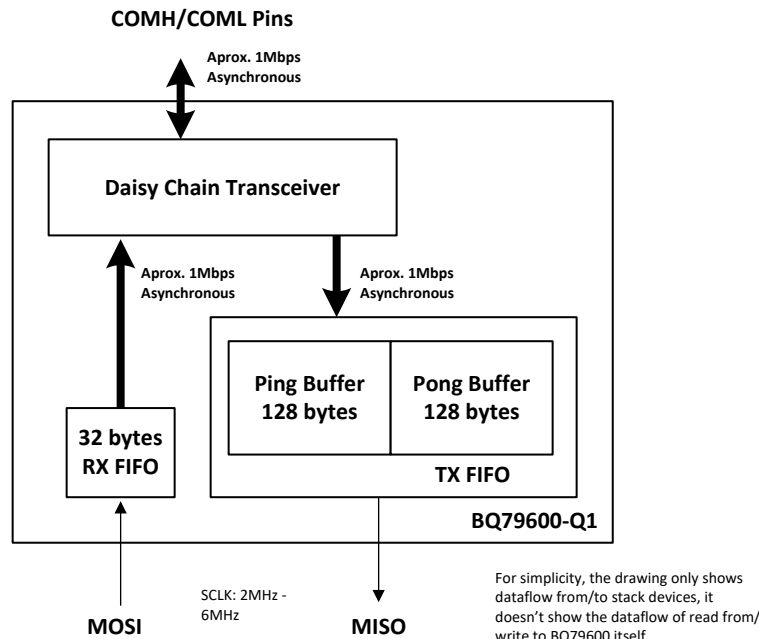 COMH/COML Pins
Aprox. 1Mbps
Asynchronous
Daisy Chain Transceiver
Aprox. 1Mbps
Asynchronous
Aprox. 1Mbps
Asynchronous
Ping Buffer
128 bytes
Pong Buffer
128 bytes
32 bytes
RX FIFO
TX FIFO
BQ79600-Q1
SCLK: 2MHz -
6MHz
MOSI
MISO
For simplicity, the drawing only shows
dataflow from/to stack devices, it
doesn't show the dataflow of read from/
write to BQ79600 itself